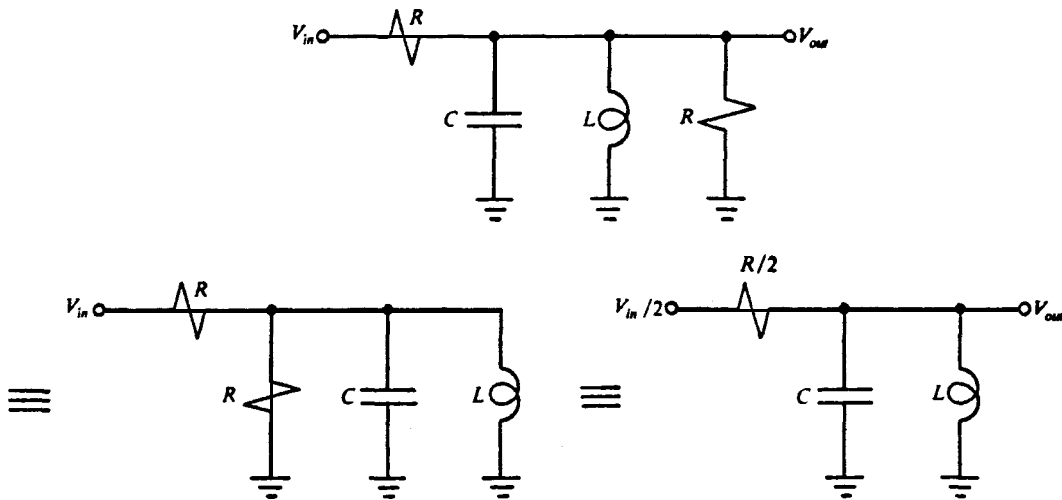 V_in R V_out
C L R
V_in R
R C L
≡
≡
R/2
V_in/2 V_out
C L